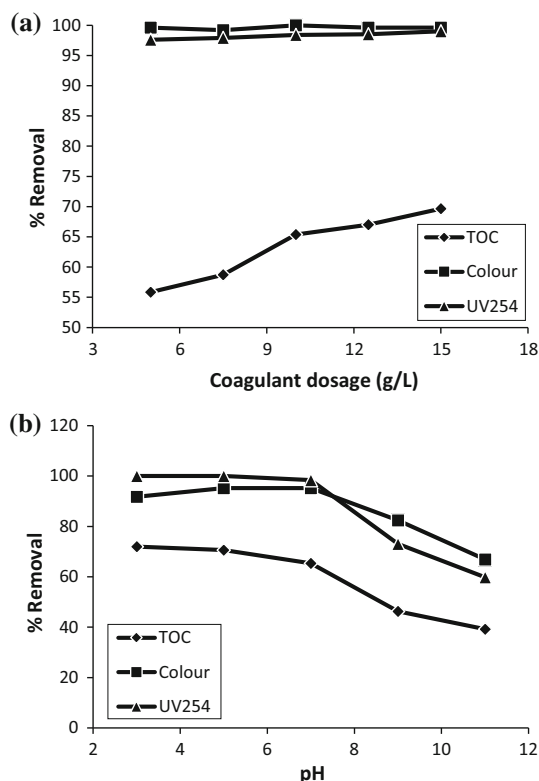 (a)
% Removal
100
95
90
85
80
75
70
65
60
55
50
3 6 9 12 15 18
Coagulant dosage (g/L)
TOC
Colour
UV254
(b)
% Removal
120
100
80
60
40
20
0
2 4 6 8 10 12
pH
TOC
Colour
UV254